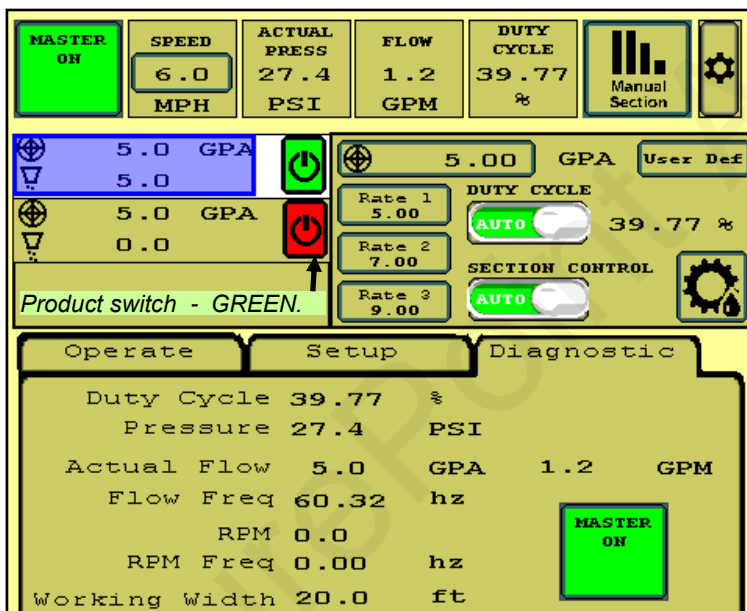 MASTER ON
SPEED
6.0
MPH
ACTUAL PRESS
27.4
PSI
FLOW
1.2
GPM
DUTY CYCLE
39.77
%
Manual Section
5.0 GPA
5.0
5.0 GPA
0.0
Product switch - GREEN.
5.00 GPA User Def
Rate 1
5.00
Rate 2
7.00
Rate 3
9.00
DUTY CYCLE
AUTO 39.77 %
SECTION CONTROL
AUTO
Operate Setup Diagnostic
Duty Cycle 39.77 %
Pressure 27.4 PSI
Actual Flow 5.0 GPA 1.2 GPM
Flow Freq 60.32 hz
RPM 0.0
RPM Freq 0.00 hz
Working Width 20.0 ft
MASTER ON